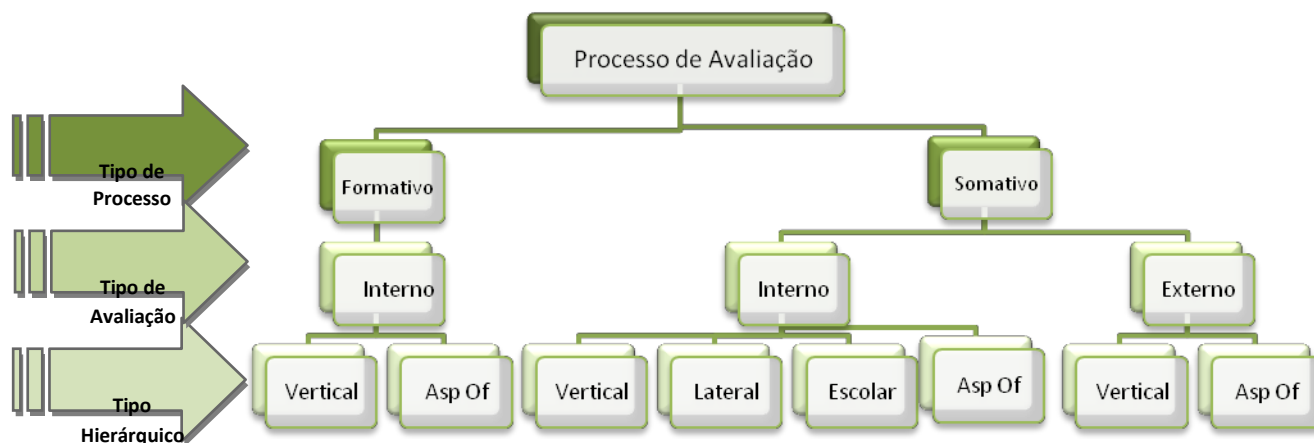 Processo de Avaliação
Tipo de
Processo
Formativo
Somativo
Tipo de
Avaliação
Interno
Interno
Externo
Tipo
Hierárquico
Vertical
Asp Of
Vertical
Lateral
Escolar
Asp Of
Vertical
Asp Of